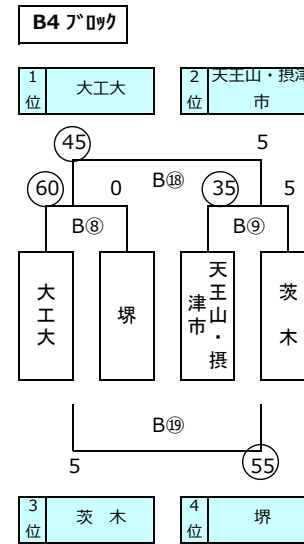 B4 ﾌﾞﾛｯｸ
1位 大工大 2位 天王山・摂津市
45 5
60 0 B⑱ 35 5
B⑧ B⑨
大工大 堺 天王山・摂津市 茨木
B⑲
5 55
3位 茨 木 4位 堺